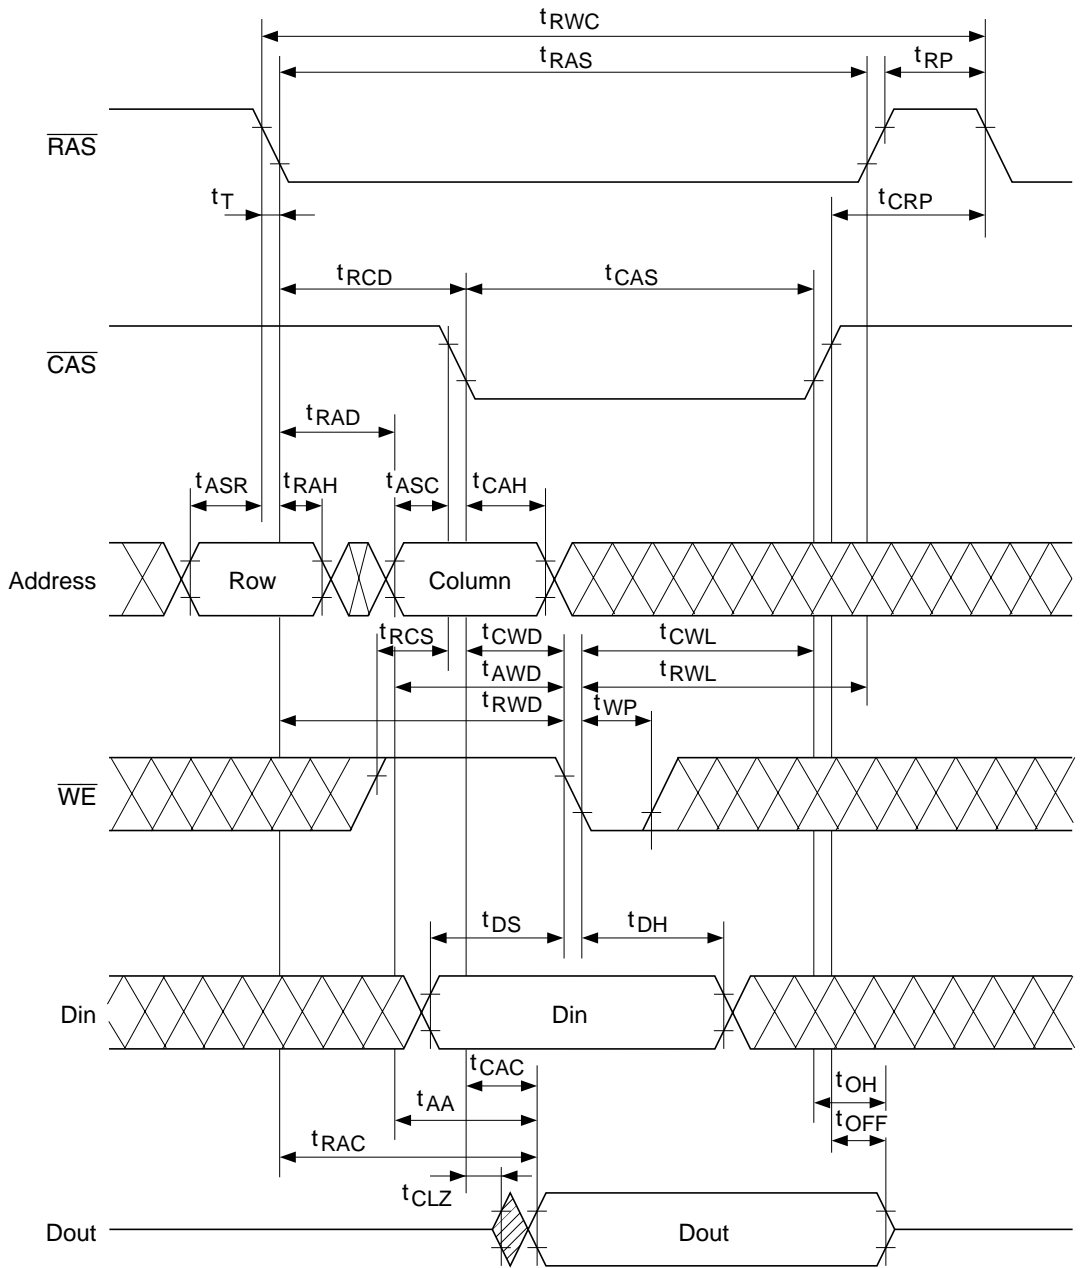 tRWC
tRAS
tRP
RAS
tT
tCRP
tRCD
tCAS
CAS
tRAD
tASR
tRAH
tASC
tCAH
Address
Row
Column
tRCS
tCWD
tCWL
tAWD
tRWL
tRWD
tWP
WE
tDS
tDH
Din
Din
tCAC
tOH
tAA
tOFF
tRAC
tCLZ
Dout
Dout